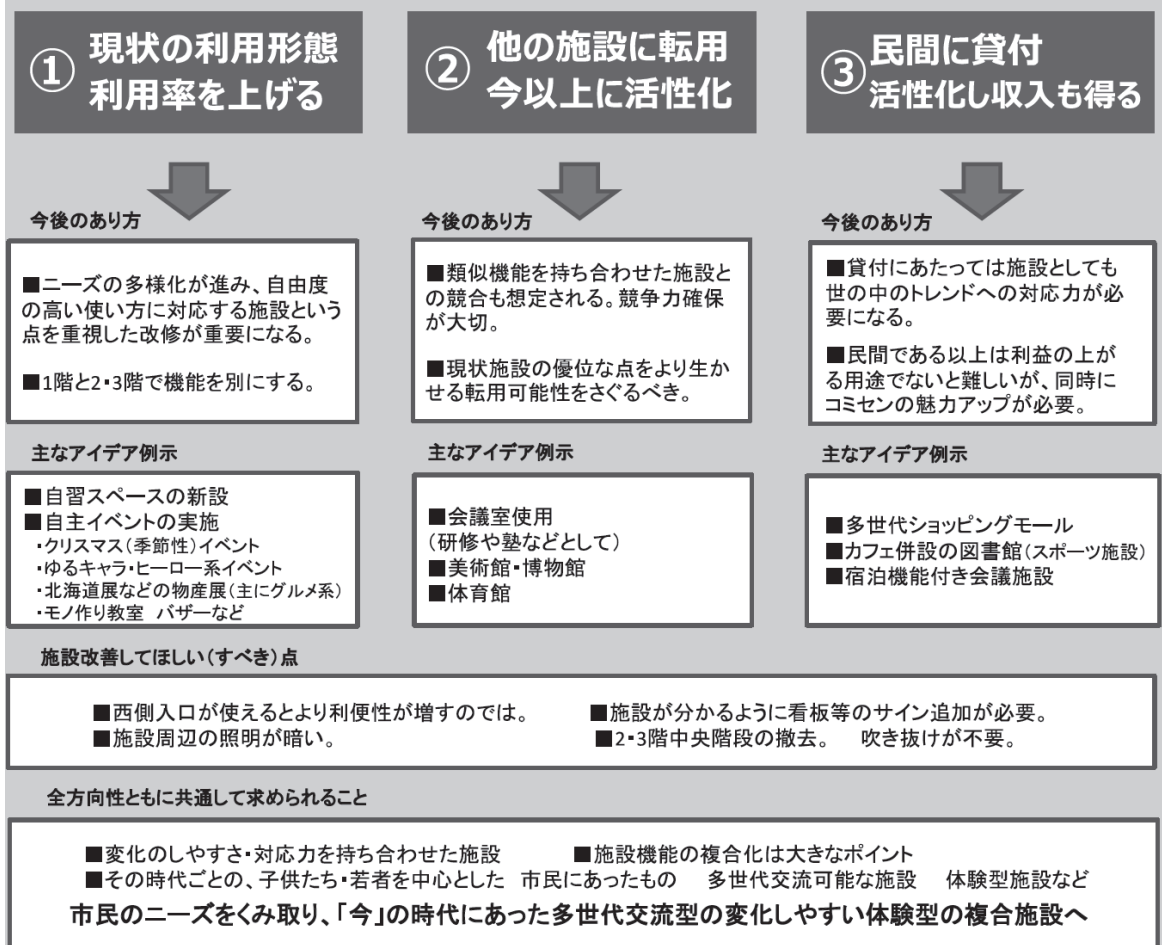 ① 現状の利用形態
利用率を上げる
② 他の施設に転用
今以上に活性化
③ 民間に貸付
活性化し収入も得る
今後のあり方
■ニーズの多様化が進み、自由度
の高い使い方に対応する施設という
点を重視した改修が重要になる。
■1階と2・3階で機能を別にする。
今後のあり方
■類似機能を持ち合わせた施設と
の競合も想定される。競争力確保
が大切。
■現状施設の優位な点をより生か
せる転用可能性をさぐるべき。
今後のあり方
■貸付にあたっては施設としても
世の中のトレンドへの対応力が必
要になる。
■民間である以上は利益の上が
る用途でないと難しいが、同時に
コミセンの魅力アップが必要。
主なアイデア例示
■自習スペースの新設
■自主イベントの実施
・クリスマス(季節性)イベント
・ゆるキャラ・ヒーロー系イベント
・北海道展などの物産展(主にグルメ系)
・モノ作り教室 バザーなど
主なアイデア例示
■会議室使用
(研修や塾などとして)
■美術館・博物館
■体育館
主なアイデア例示
■多世代ショッピングモール
■カフェ併設の図書館(スポーツ施設)
■宿泊機能付き会議施設
施設改善してほしい(すべき)点
■西側入口が使えるとより利便性が増すのでは。 ■施設が分かるように看板等のサイン追加が必要。
■施設周辺の照明が暗い。 ■2・3階中央階段の撤去。 吹き抜けが不要。
全方向性ともに共通して求められること
■変化のしやすさ・対応力を持ち合わせた施設 ■施設機能の複合化は大きなポイント
■その時代ごとの、子供たち・若者を中心とした 市民にあったもの 多世代交流可能な施設 体験型施設など
市民のニーズをくみ取り、「今」の時代にあった多世代交流型の変化しやすい体験型の複合施設へ